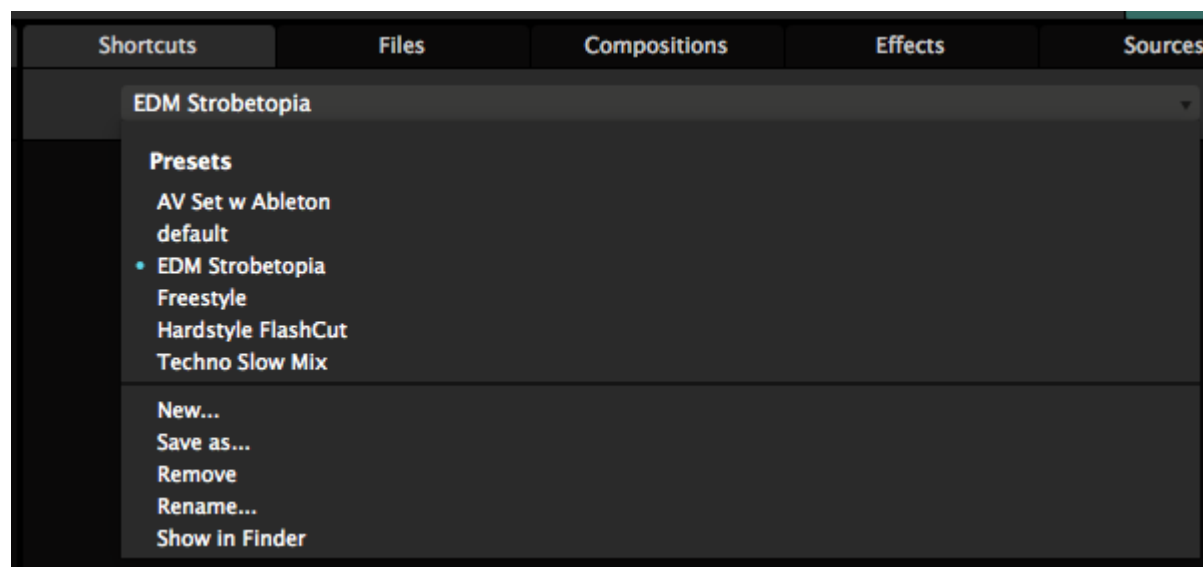 Shortcuts Files Compositions Effects Sources
EDM Strobetopia
Presets
AV Set w Ableton
default
EDM Strobetopia
Freestyle
Hardstyle FlashCut
Techno Slow Mix
New...
Save as...
Remove
Rename...
Show in Finder